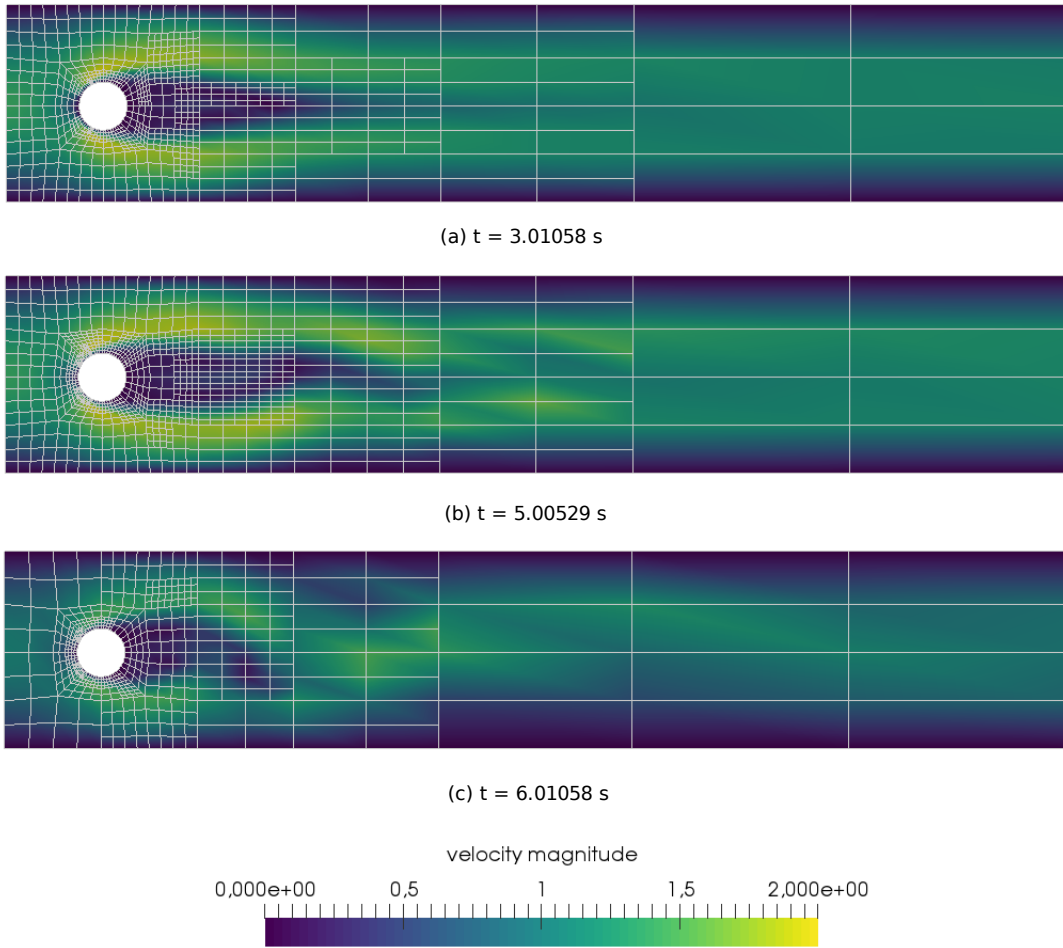 (a) t = 3.01058 s
(b) t = 5.00529 s
(c) t = 6.01058 s
velocity magnitude
0,000e+00 0,5 1 1,5 2,000e+00